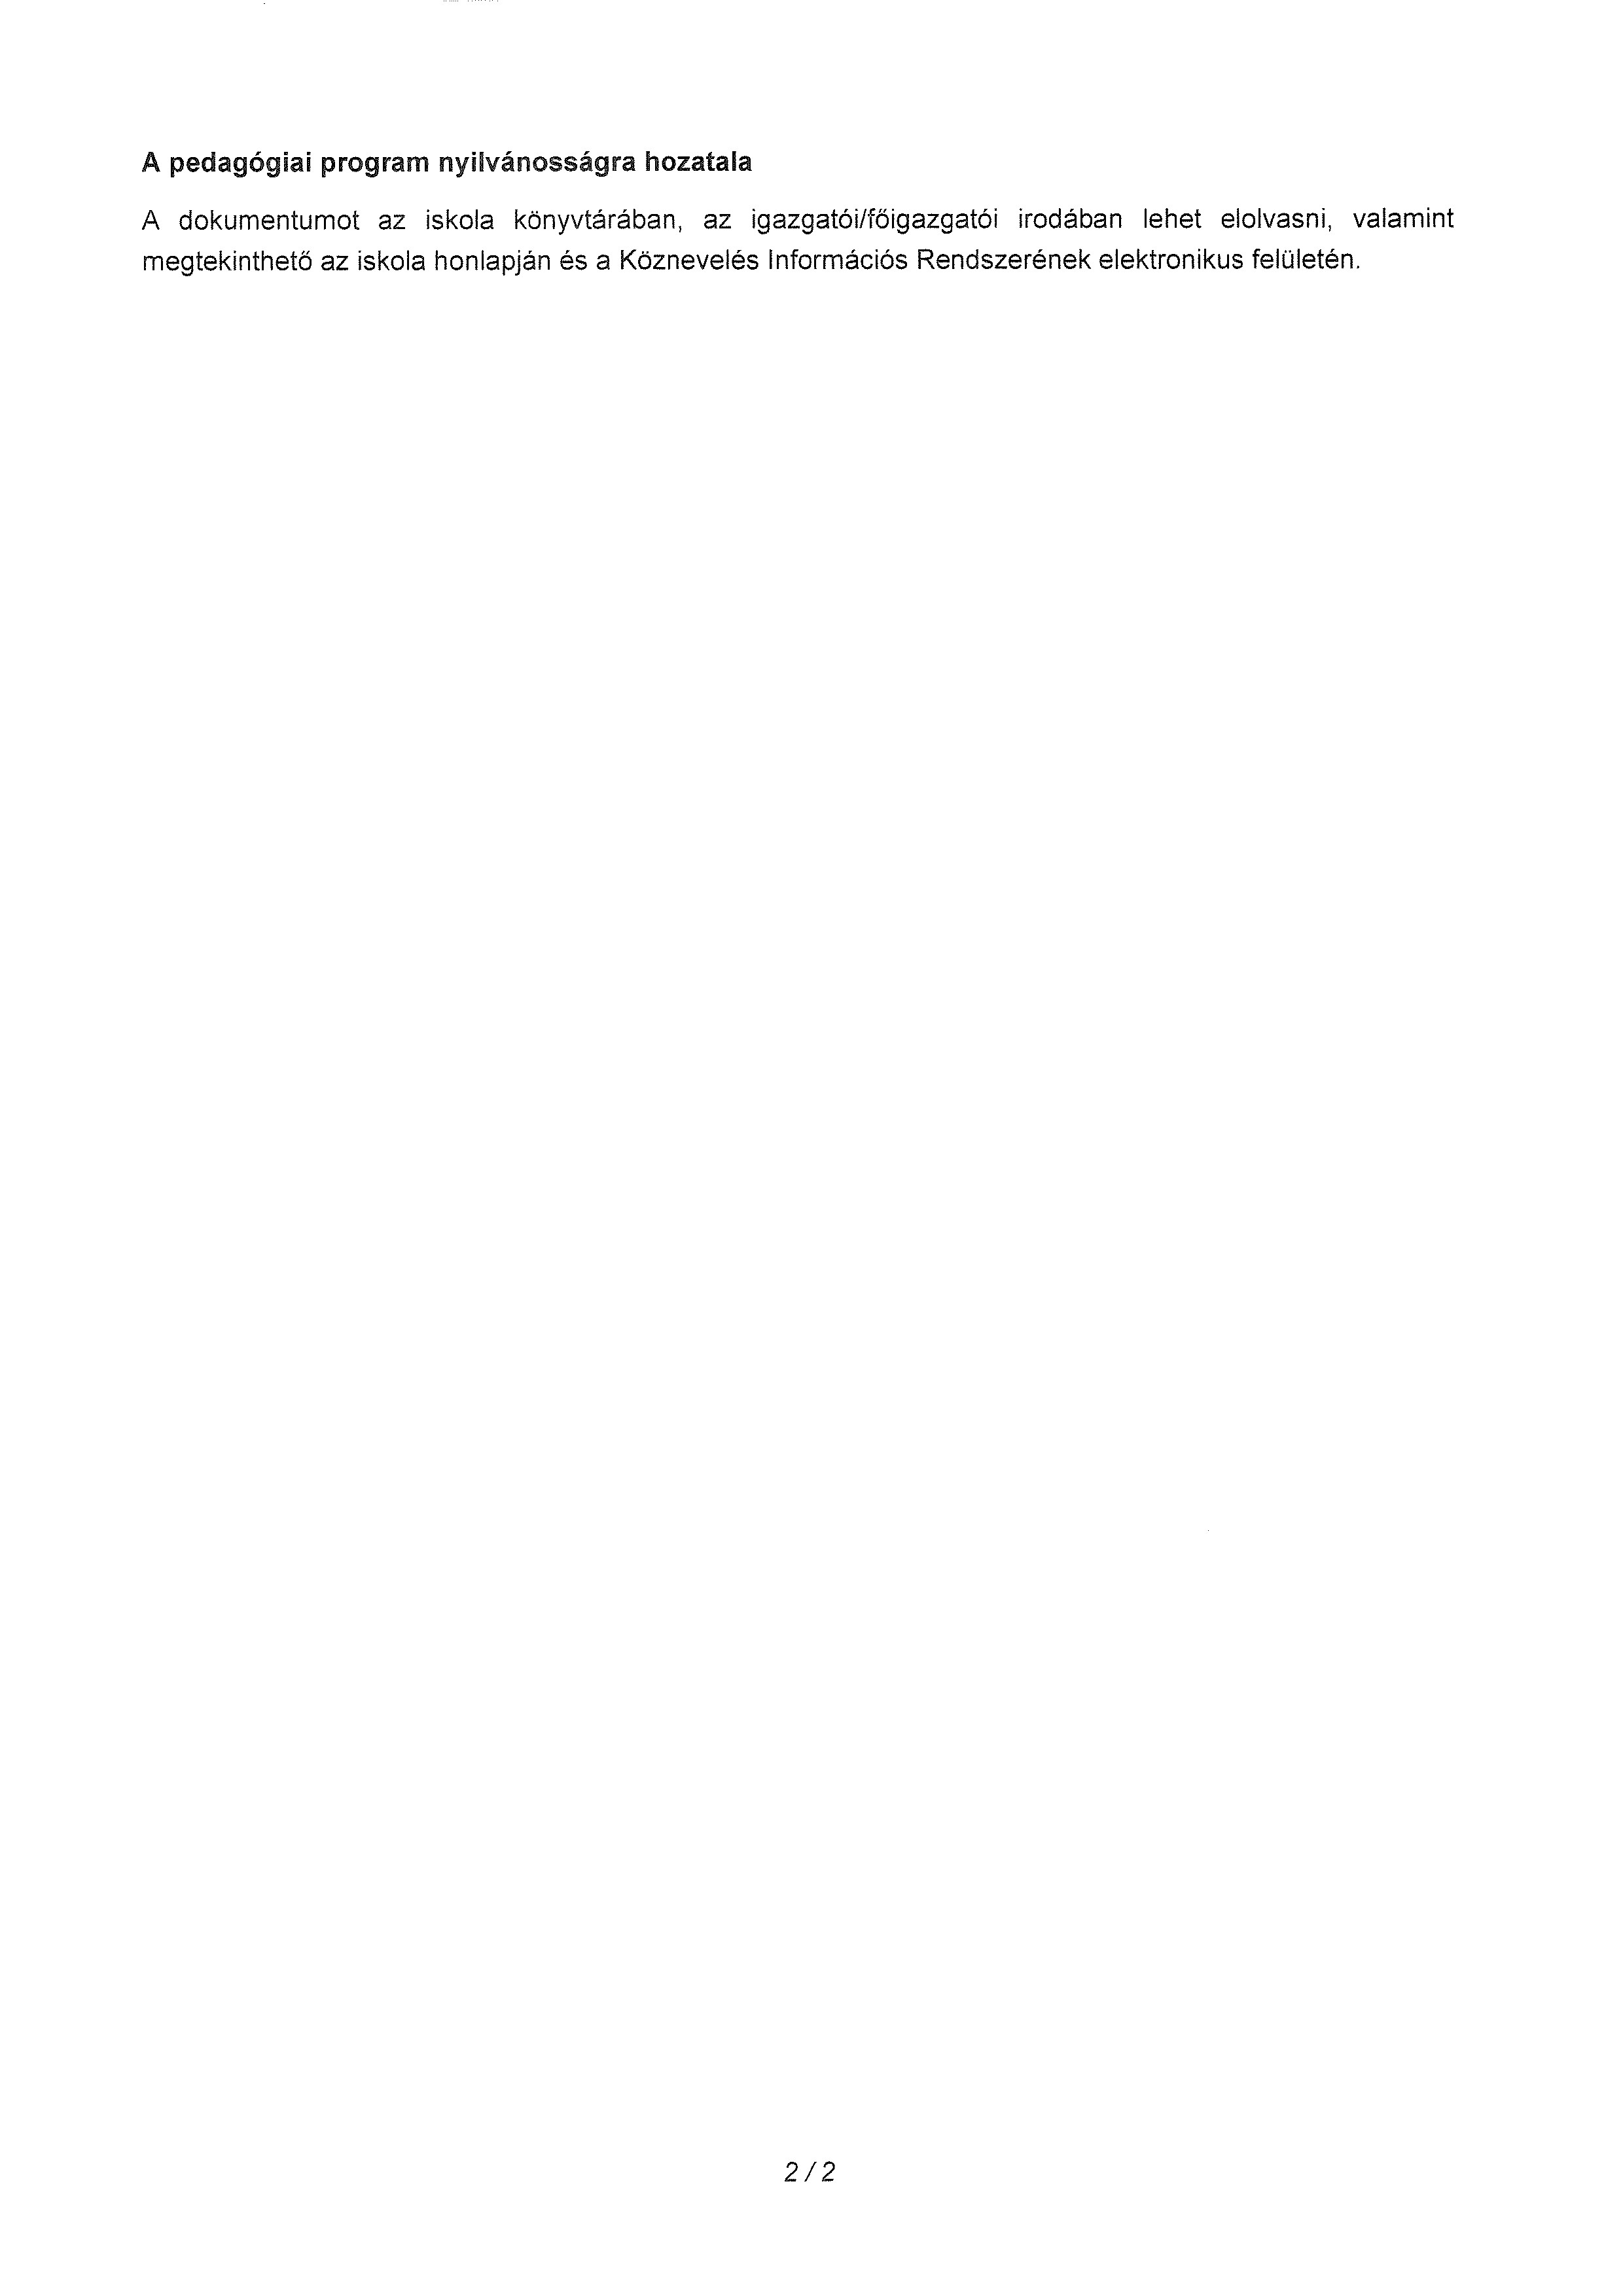 A pedagógiai program nyilvánosságra hozatala
A dokumentumot az iskola könyvtárában, az igazgatói/főigazgatói irodában lehet elolvasni, valamint
megtekinthető az iskola honlapján és a Köznevelés Információs Rendszerének elektronikus felületén.
2 / 2